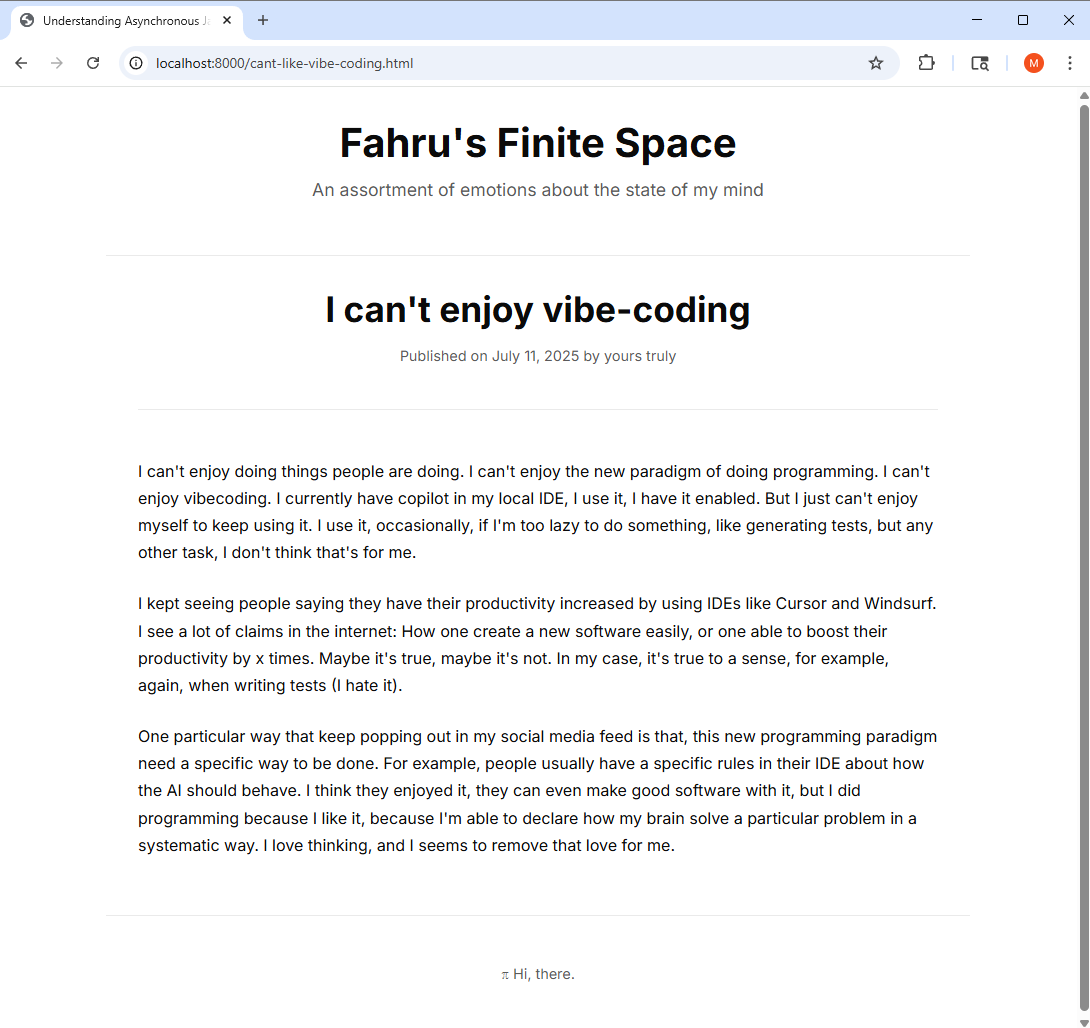 Understanding Asynchronous
localhost:8000/cant-like-vibe-coding.html
M
Fahru's Finite Space
An assortment of emotions about the state of my mind
I can't enjoy vibe-coding
Published on July 11, 2025 by yours truly
I can't enjoy doing things people are doing. I can't enjoy the new paradigm of doing programming. I can't
enjoy vibecoding. I currently have copilot in my local IDE, I use it, I have it enabled. But I just can't enjoy
myself to keep using it. I use it, occasionally, if I'm too lazy to do something, like generating tests, but any
other task, I don't think that's for me.
I kept seeing people saying they have their productivity increased by using IDEs like Cursor and Windsurf.
I see a lot of claims in the internet: How one create a new software easily, or one able to boost their
productivity by x times. Maybe it's true, maybe it's not. In my case, it's true to a sense, for example,
again, when writing tests (I hate it).
One particular way that keep popping out in my social media feed is that, this new programming paradigm
need a specific way to be done. For example, people usually have a specific rules in their IDE about how
the AI should behave. I think they enjoyed it, they can even make good software with it, but I did
programming because I like it, because I'm able to declare how my brain solve a particular problem in a
systematic way. I love thinking, and I seems to remove that love for me.
π Hi, there.